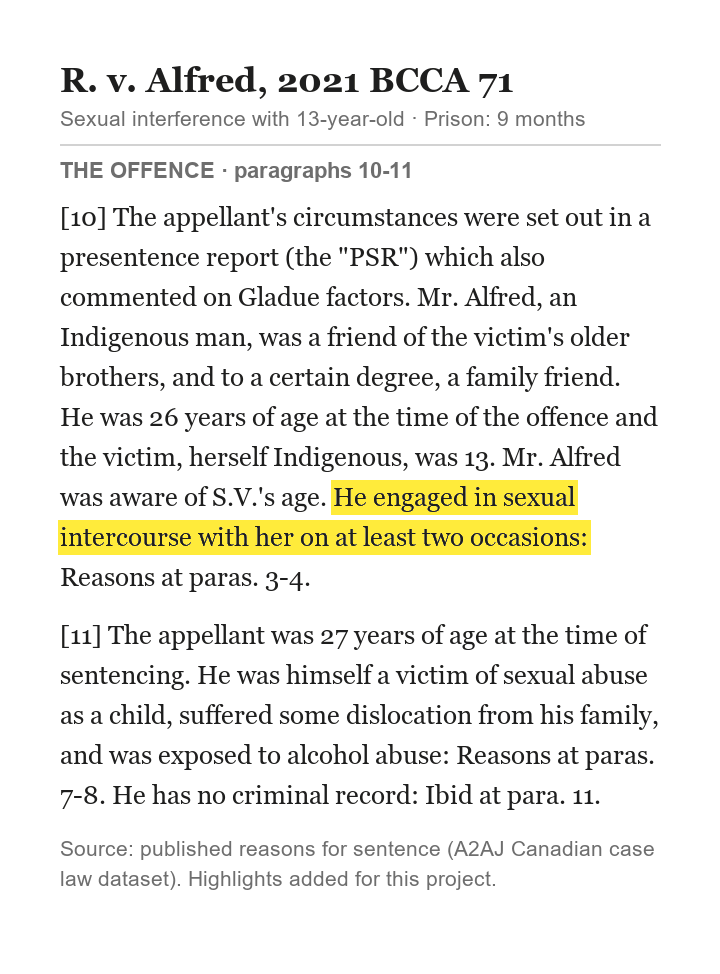 R. v. Alfred, 2021 BCCA 71
Sexual interference with 13-year-old · Prison: 9 months
THE OFFENCE · paragraphs 10-11
[10] The appellant's circumstances were set out in a
presentence report (the "PSR") which also
commented on Gladue factors. Mr. Alfred, an
Indigenous man, was a friend of the victim's older
brothers, and to a certain degree, a family friend.
He was 26 years of age at the time of the offence and
the victim, herself Indigenous, was 13. Mr. Alfred
was aware of S.V.'s age. He engaged in sexual
intercourse with her on at least two occasions:
Reasons at paras. 3-4.
[11] The appellant was 27 years of age at the time of
sentencing. He was himself a victim of sexual abuse
as a child, suffered some dislocation from his family,
and was exposed to alcohol abuse: Reasons at paras.
7-8. He has no criminal record: Ibid at para. 11.
Source: published reasons for sentence (A2AJ Canadian case
law dataset). Highlights added for this project.